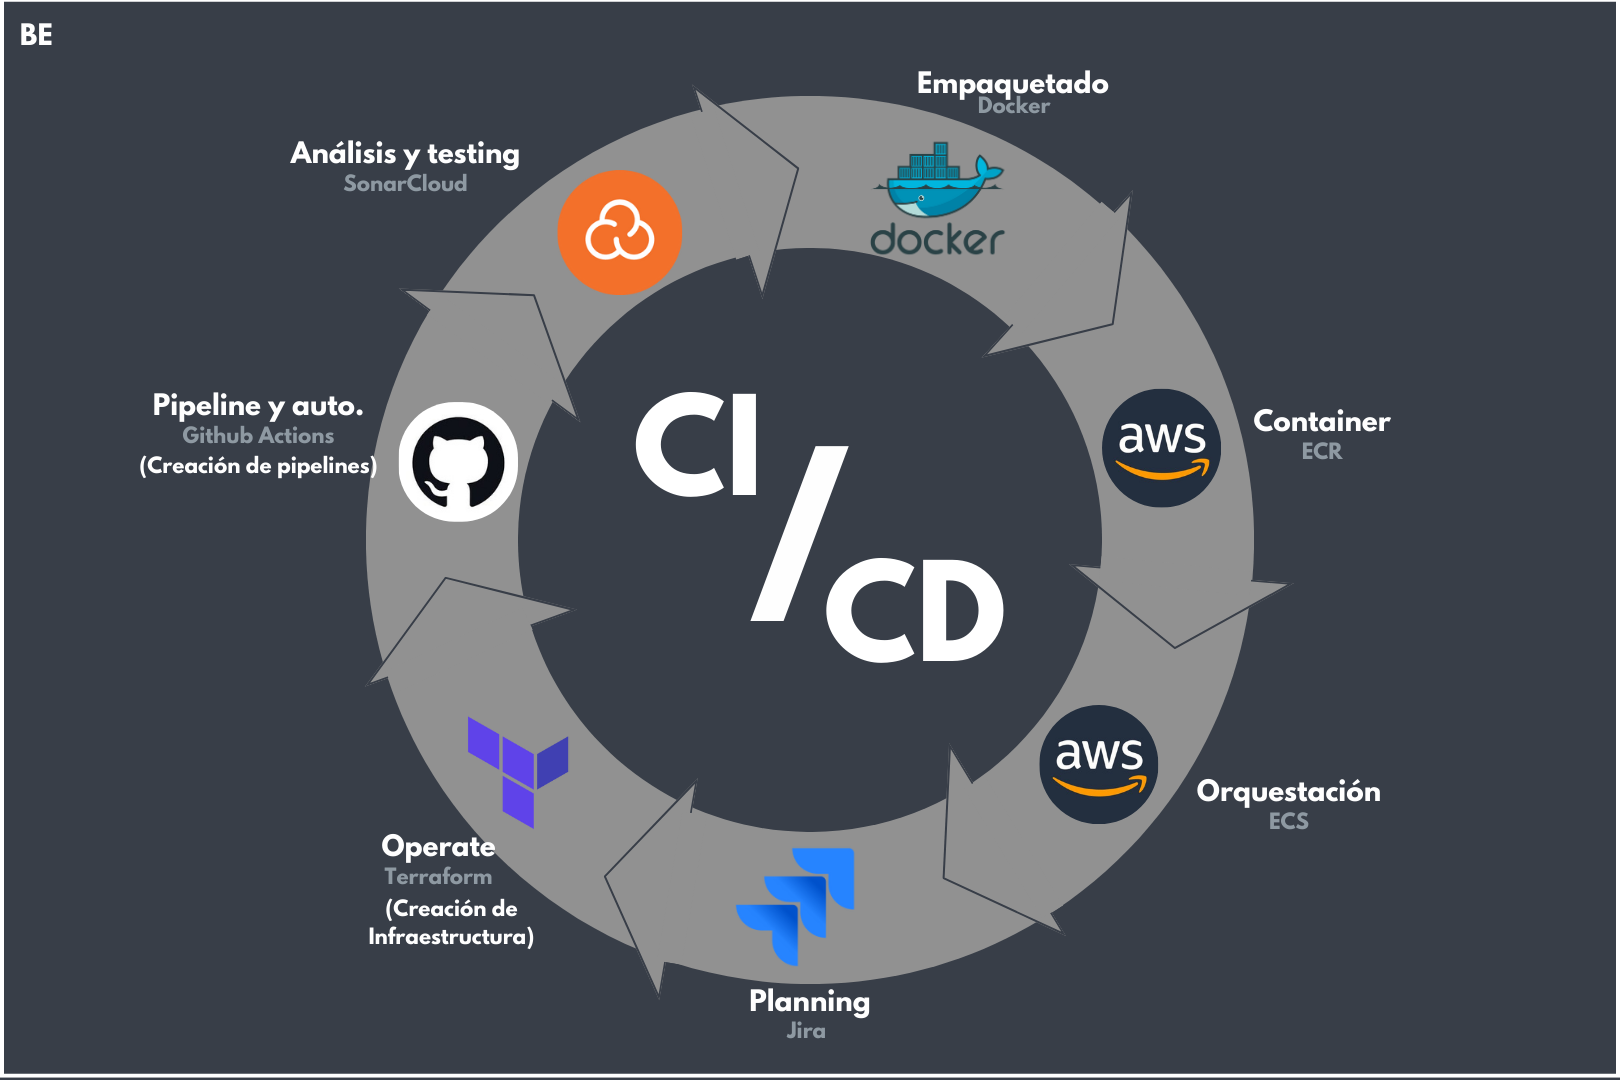 BE
Empaquetado
Docker
docker
Análisis y testing
SonarCloud
Pipeline y auto.
Github Actions
(Creación de pipelines)
CI
/
CD
aws
Container
ECR
aws
Orquestación
ECS
Operate
Terraform
(Creación de
Infraestructura)
Planning
Jira